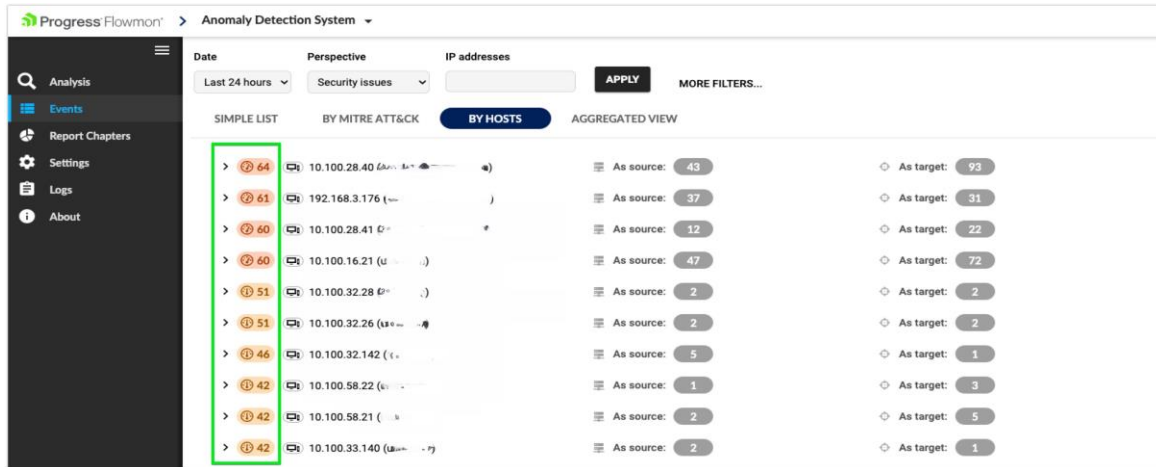 Progress Flowmon Anomaly Detection System
Date Perspective IP addresses
Last 24 hours Security issues APPLY MORE FILTERS...
Analysis
Events
Report Chapters
Settings
Logs
About
SIMPLE LIST BY MITRE ATT&CK BY HOSTS AGGREGATED VIEW
64 10.100.28.40 As source: 43 As target: 93
61 192.168.3.176 As source: 37 As target: 31
60 10.100.28.41 As source: 12 As target: 22
60 10.100.16.21 As source: 47 As target: 72
51 10.100.32.28 As source: 2 As target: 2
51 10.100.32.26 As source: 2 As target: 2
46 10.100.32.142 As source: 5 As target: 1
42 10.100.58.22 As source: 1 As target: 3
42 10.100.58.21 As source: 2 As target: 5
42 10.100.33.140 As source: 2 As target: 1